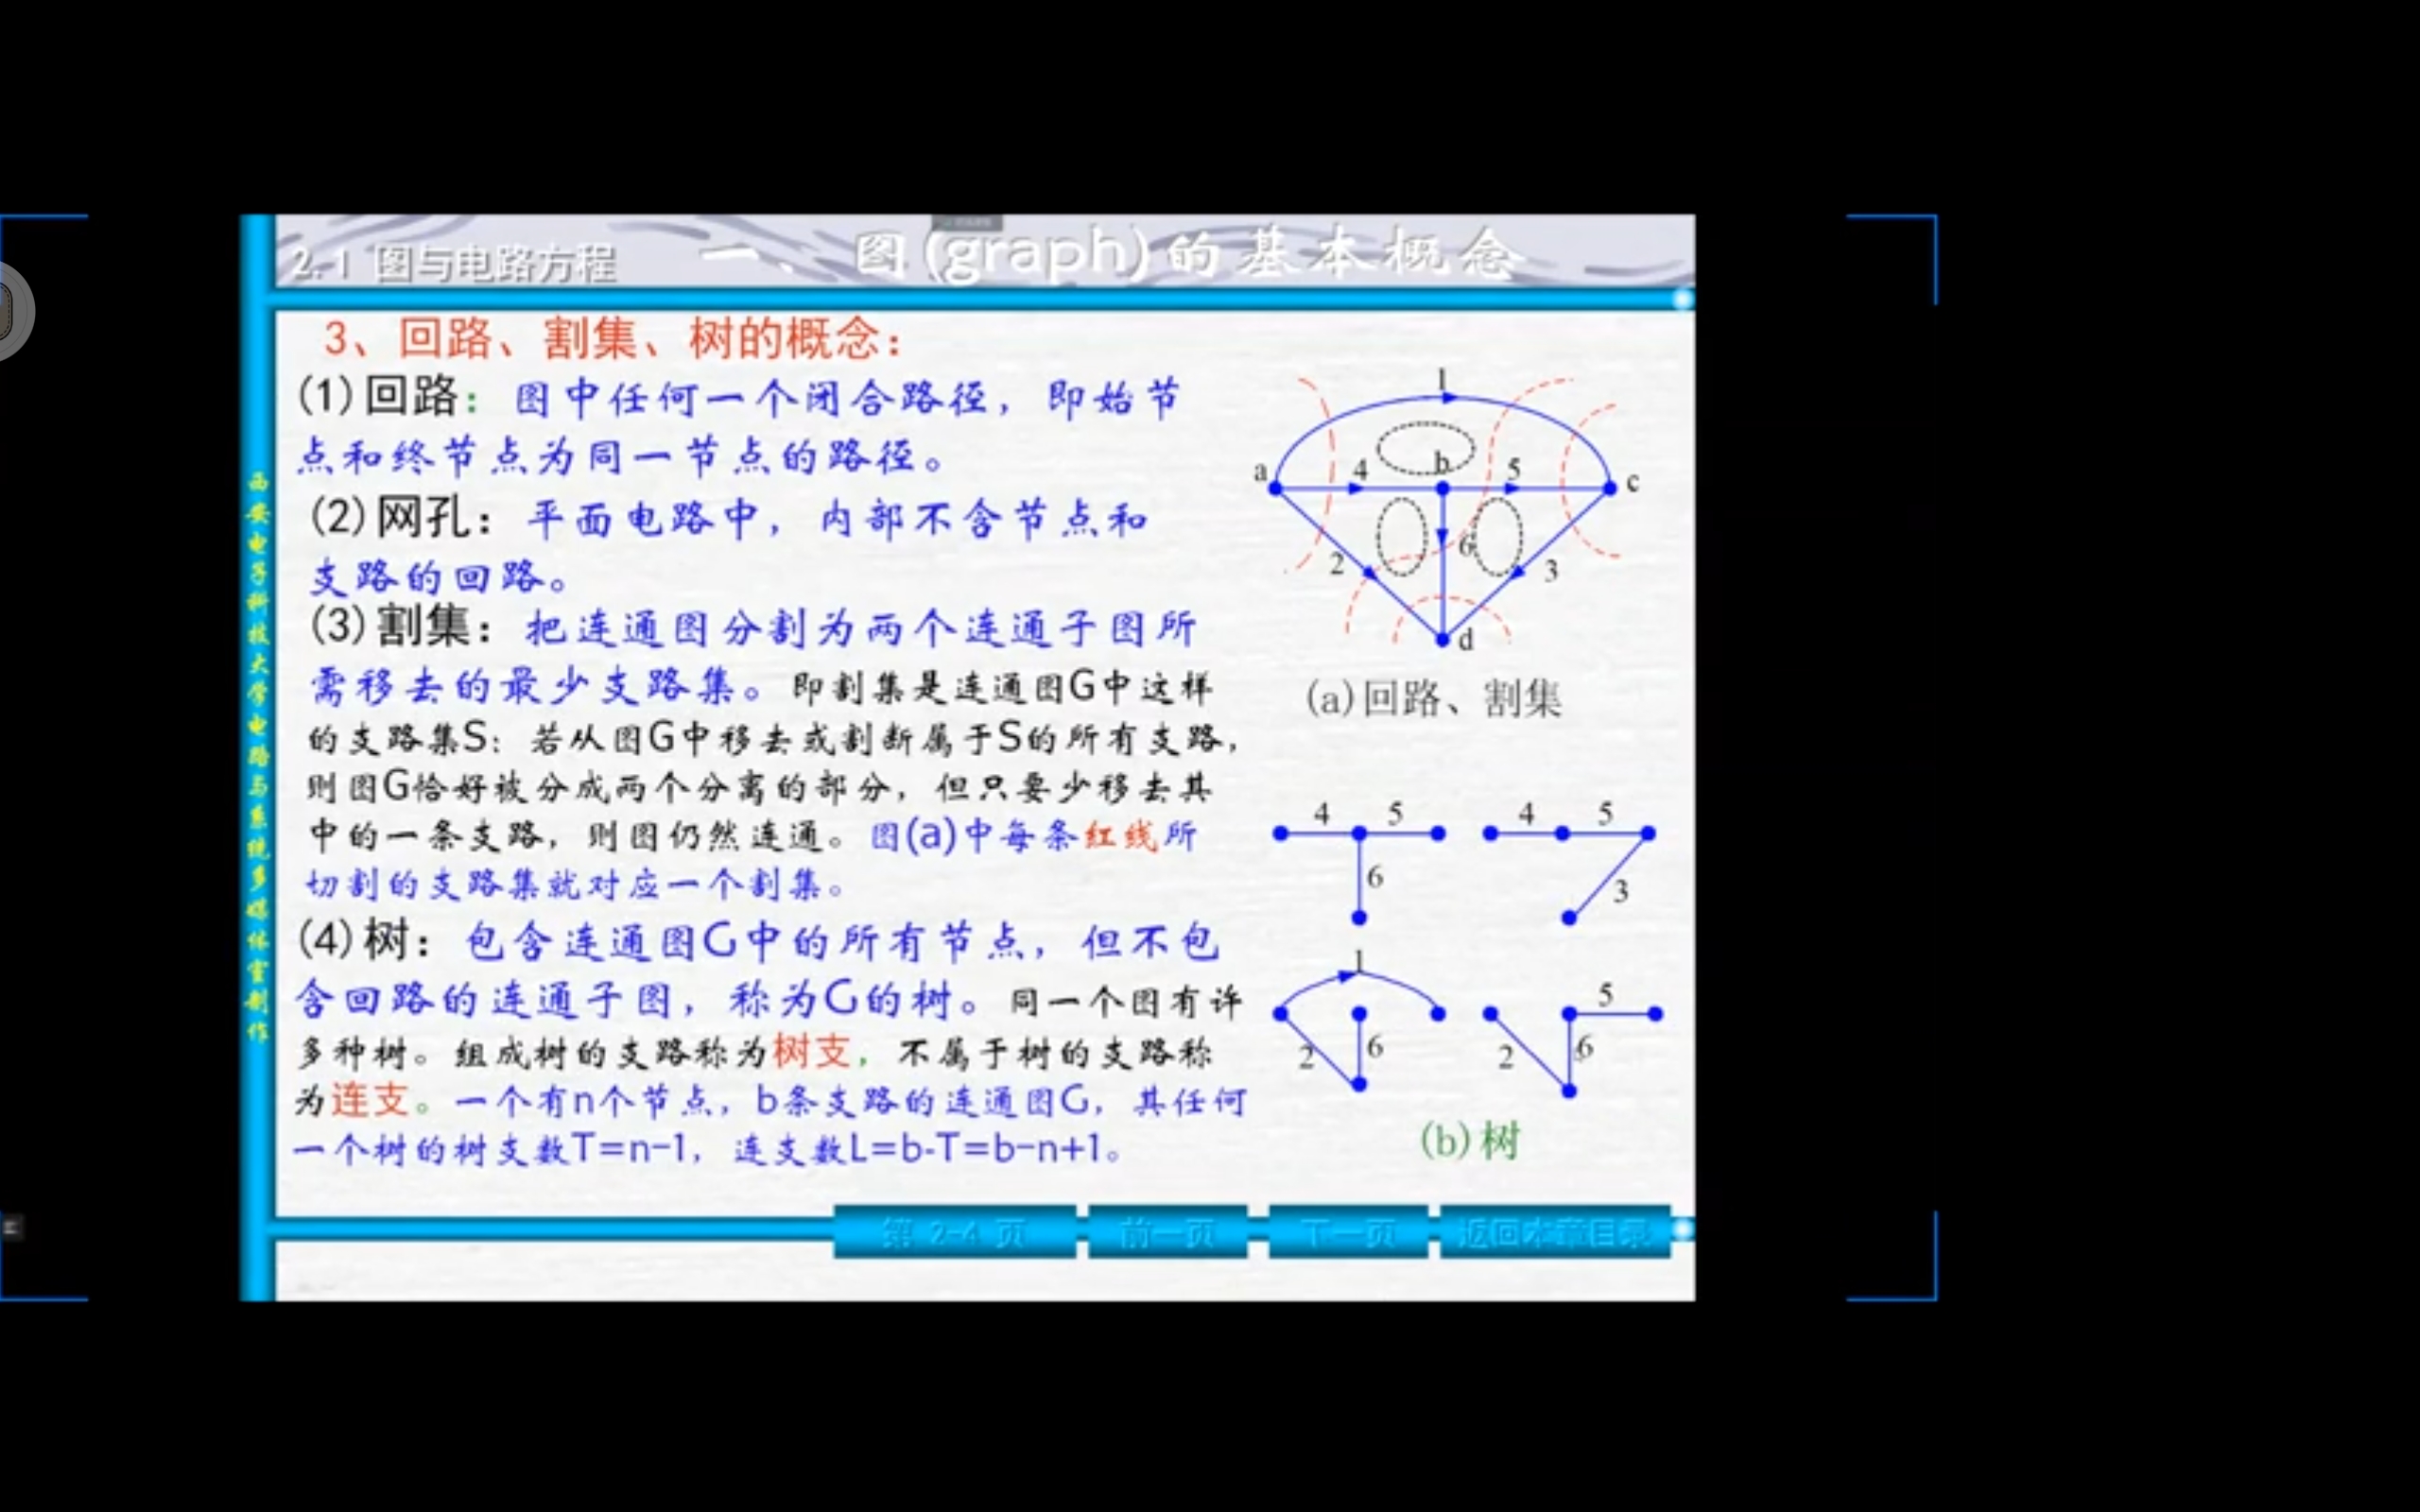 2.1 图与电路方程
一、 图(graph)的基本概念
3、回路、割集、树的概念：
(1)回路：图中任何一个闭合路径，即始节
点和终节点为同一节点的路径。
(2)网孔：平面电路中，内部不含节点和
支路的回路。
(3)割集：把连通图分割为两个连通子图所
需移去的最少支路集。即割集是连通图G中这样
的支路集S：若从图G中移去或割断属于S的所有支路，
则图G恰好被分成两个分离的部分，但只要少移去其
中的一条支路，则图仍然连通。图(a)中每条红线所
切割的支路集就对应一个割集。
(4)树：包含连通图G中的所有节点，但不包
含回路的连通子图，称为G的树。同一个图有许
多种树。组成树的支路称为树支，不属于树的支路称
为连支。一个有n个节点，b条支路的连通图G，其任何
一个树的树支数T=n-1，连支数L=b-T=b-n+1。
1
a
4
b
5
c
2
6
3
d
(a)回路、割集
4 5
6
4 5
3
1
2
6
5
2
6
(b)树
西安电子科技大学电路与系统多媒体室制作
第 2-4 页
前一页
下一页
返回本章目录